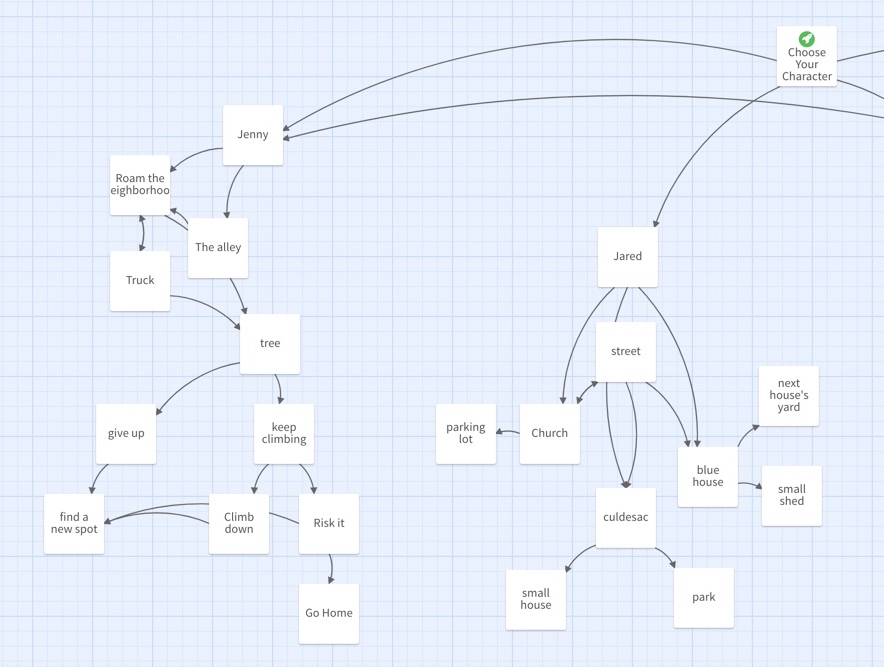 Choose
Your
Character
Jenny
Roam the
eighborhoo
The alley
Truck
Jared
tree
street
next
house's
yard
give up
keep
climbing
parking
lot
Church
blue
house
small
shed
find a
new spot
Climb
down
Risk it
culdesac
small
house
park
Go Home